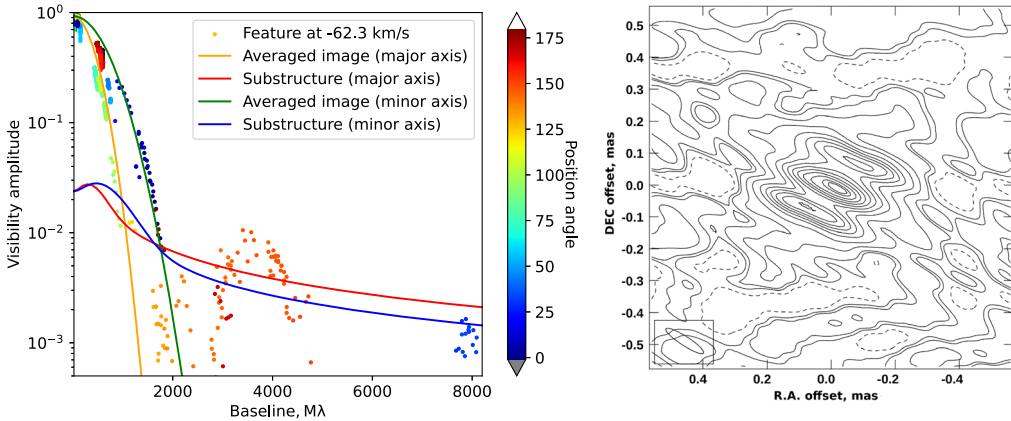 Visibility amplitude
10⁰
10⁻¹
10⁻²
10⁻³
Feature at -62.3 km/s
Averaged image (major axis)
Substructure (major axis)
Averaged image (minor axis)
Substructure (minor axis)
2000 4000 6000 8000
Baseline, Mλ
175
150
125
100
75
50
25
0
Position angle
DEC offset, mas
0.5
0.4
0.3
0.2
0.1
0.0
-0.1
-0.2
-0.3
-0.4
-0.5
0.4 0.2 0.0 -0.2 -0.4
R.A. offset, mas